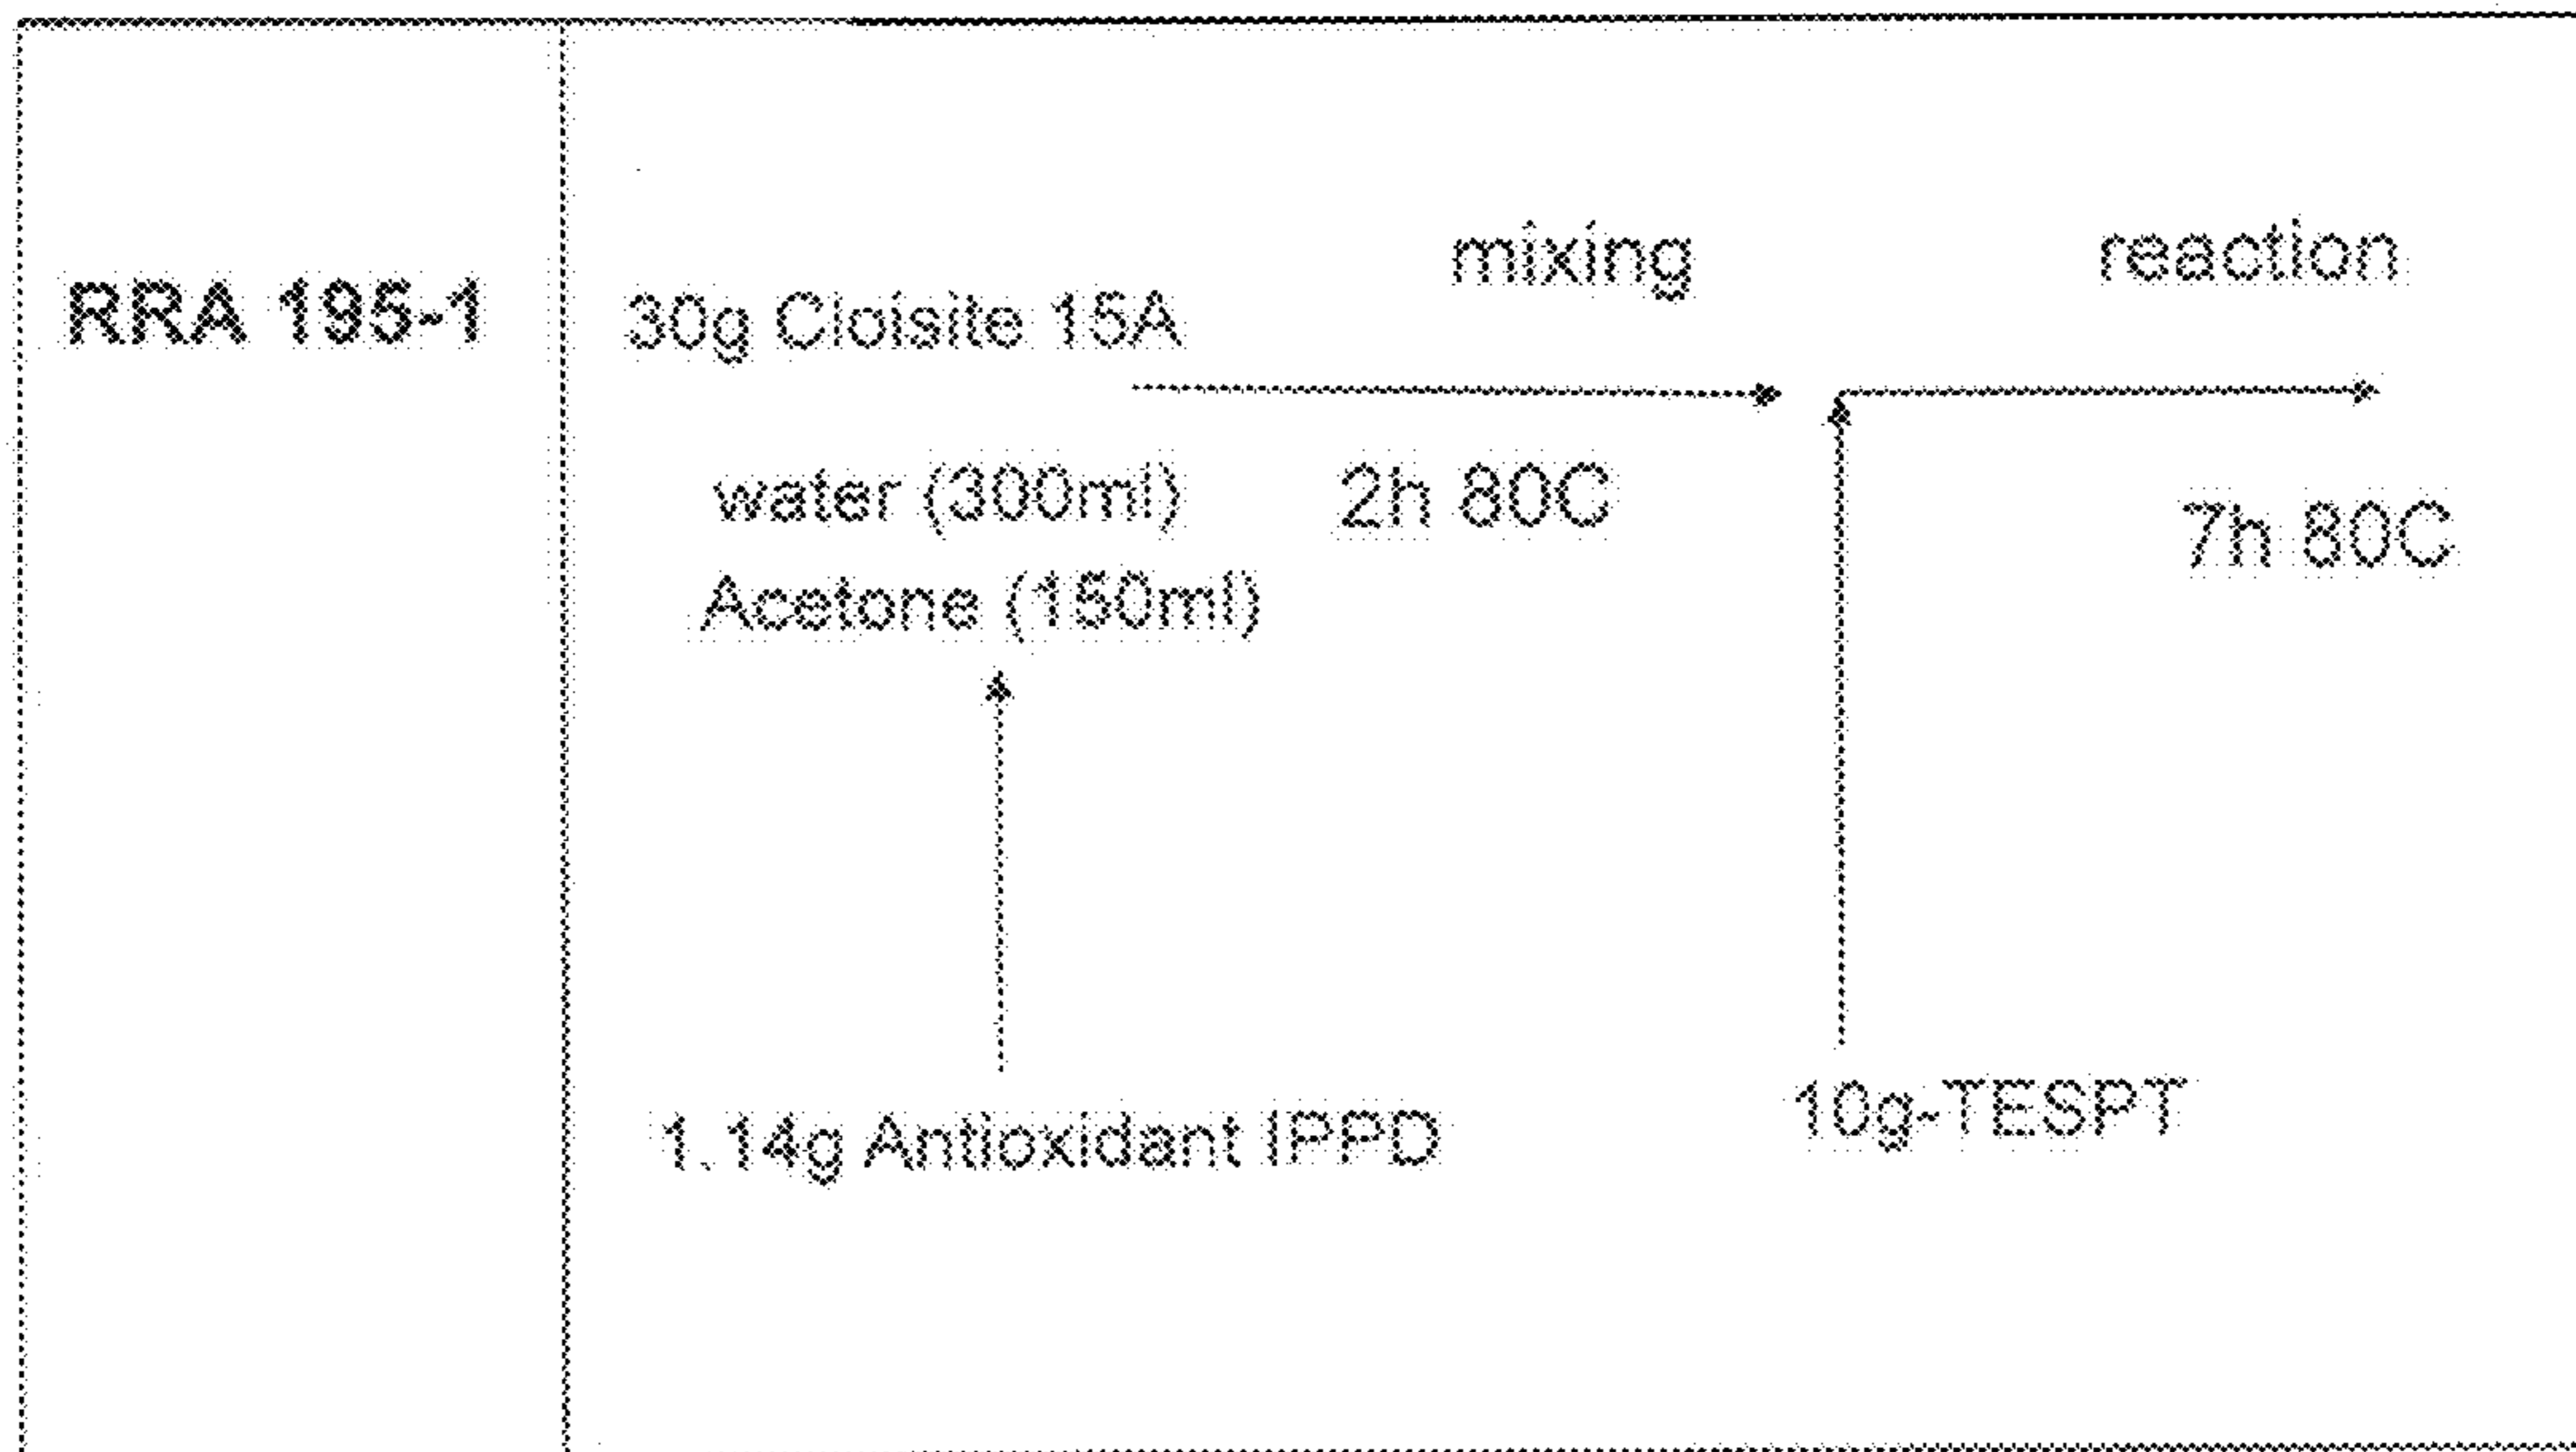 RRA 195-1
30g Cloisite 15A
mixing
reaction
water (300ml)
Acetone (150ml)
2h 80C
7h 80C
1.14g Antioxidant IPPD
10g-TESPT